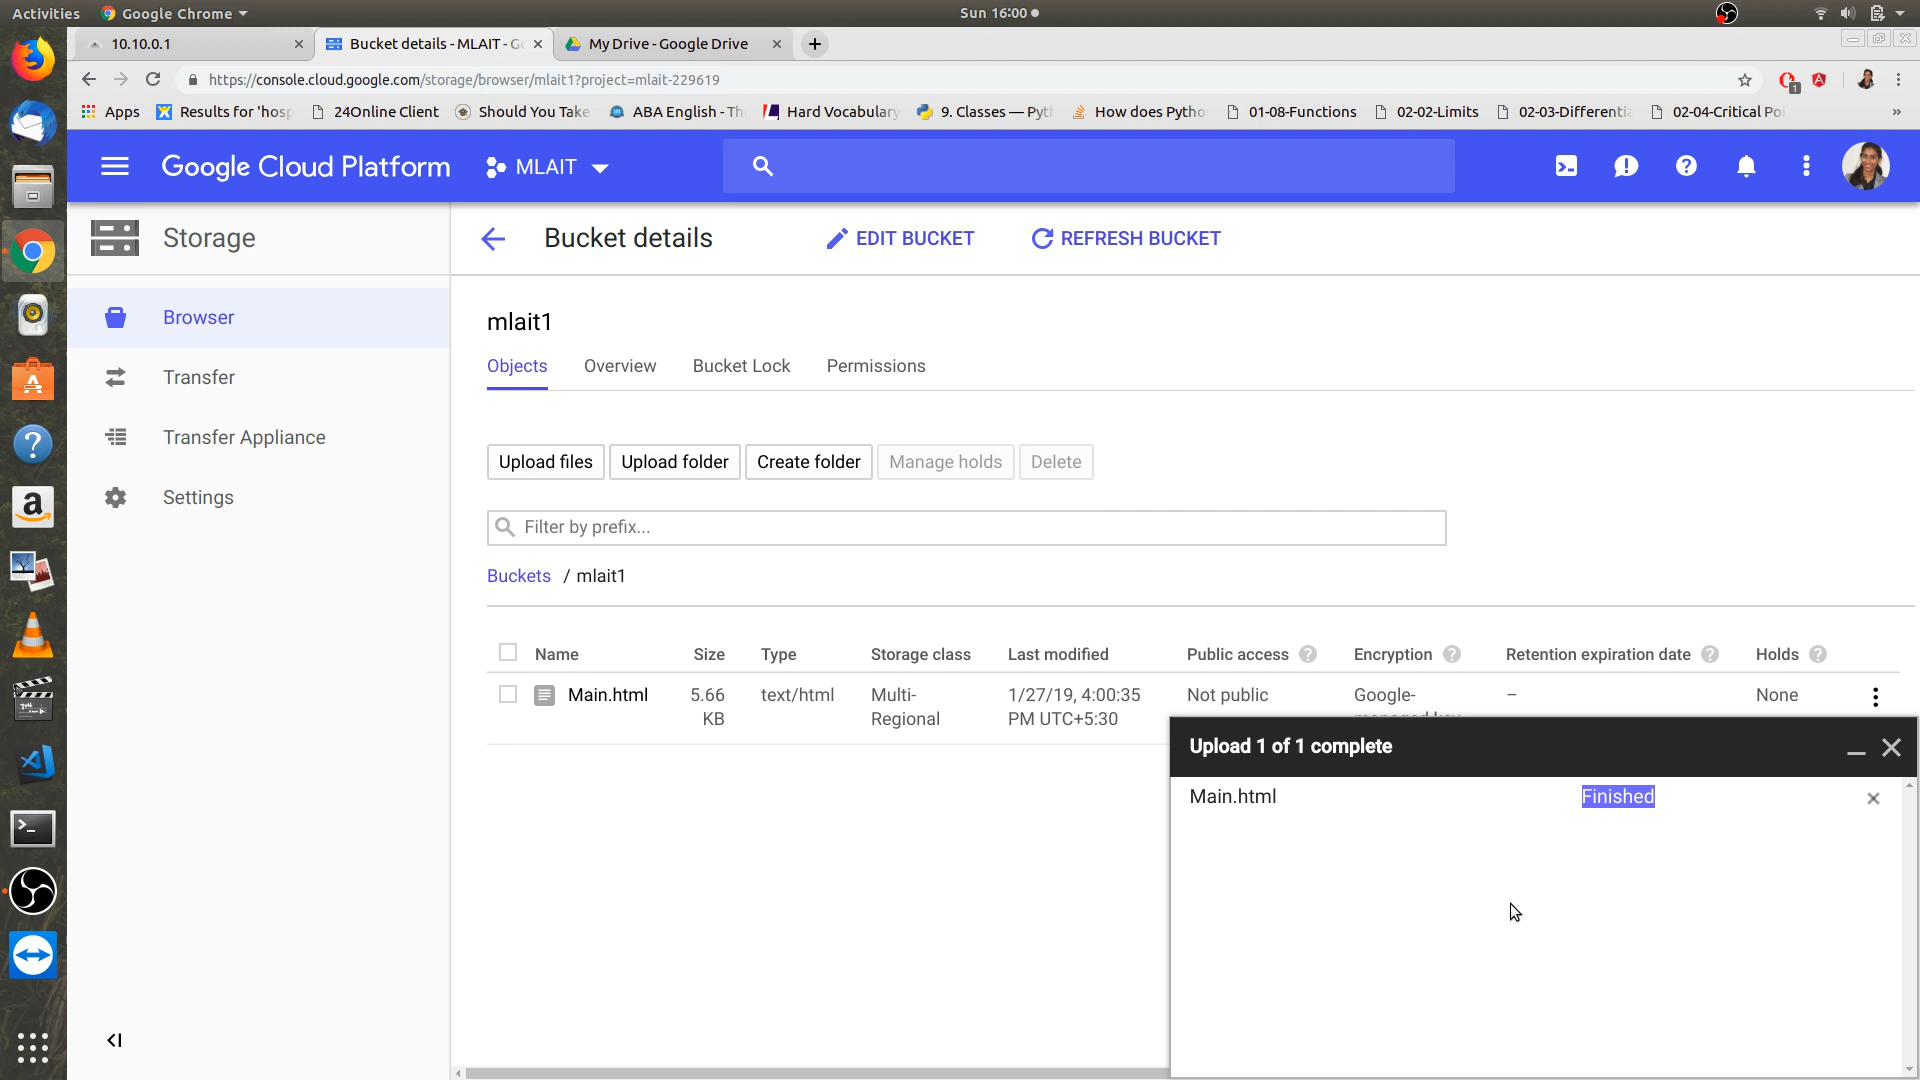 Activities Google Chrome Sun 16:00
10.10.0.1 Bucket details - MLAIT - G My Drive - Google Drive
https://console.cloud.google.com/storage/browser/mlait1?project=mlait-229619
Apps Results for 'hosp 24Online Client Should You Take ABA English - Th Hard Vocabulary 9. Classes — Pyth How does Pytho 01-08-Functions 02-02-Limits 02-03-Differentia 02-04-Critical Poi »
Google Cloud Platform MLAIT
Storage Bucket details EDIT BUCKET REFRESH BUCKET
Browser
Transfer
Transfer Appliance
Settings
mlait1
Objects Overview Bucket Lock Permissions
Upload files Upload folder Create folder Manage holds Delete
Filter by prefix...
Buckets / mlait1
Name Size Type Storage class Last modified Public access Encryption Retention expiration date Holds
Main.html 5.66 text/html Multi- 1/27/19, 4:00:35 Not public Google- – None
KB Regional PM UTC+5:30
Upload 1 of 1 complete
Main.html Finished